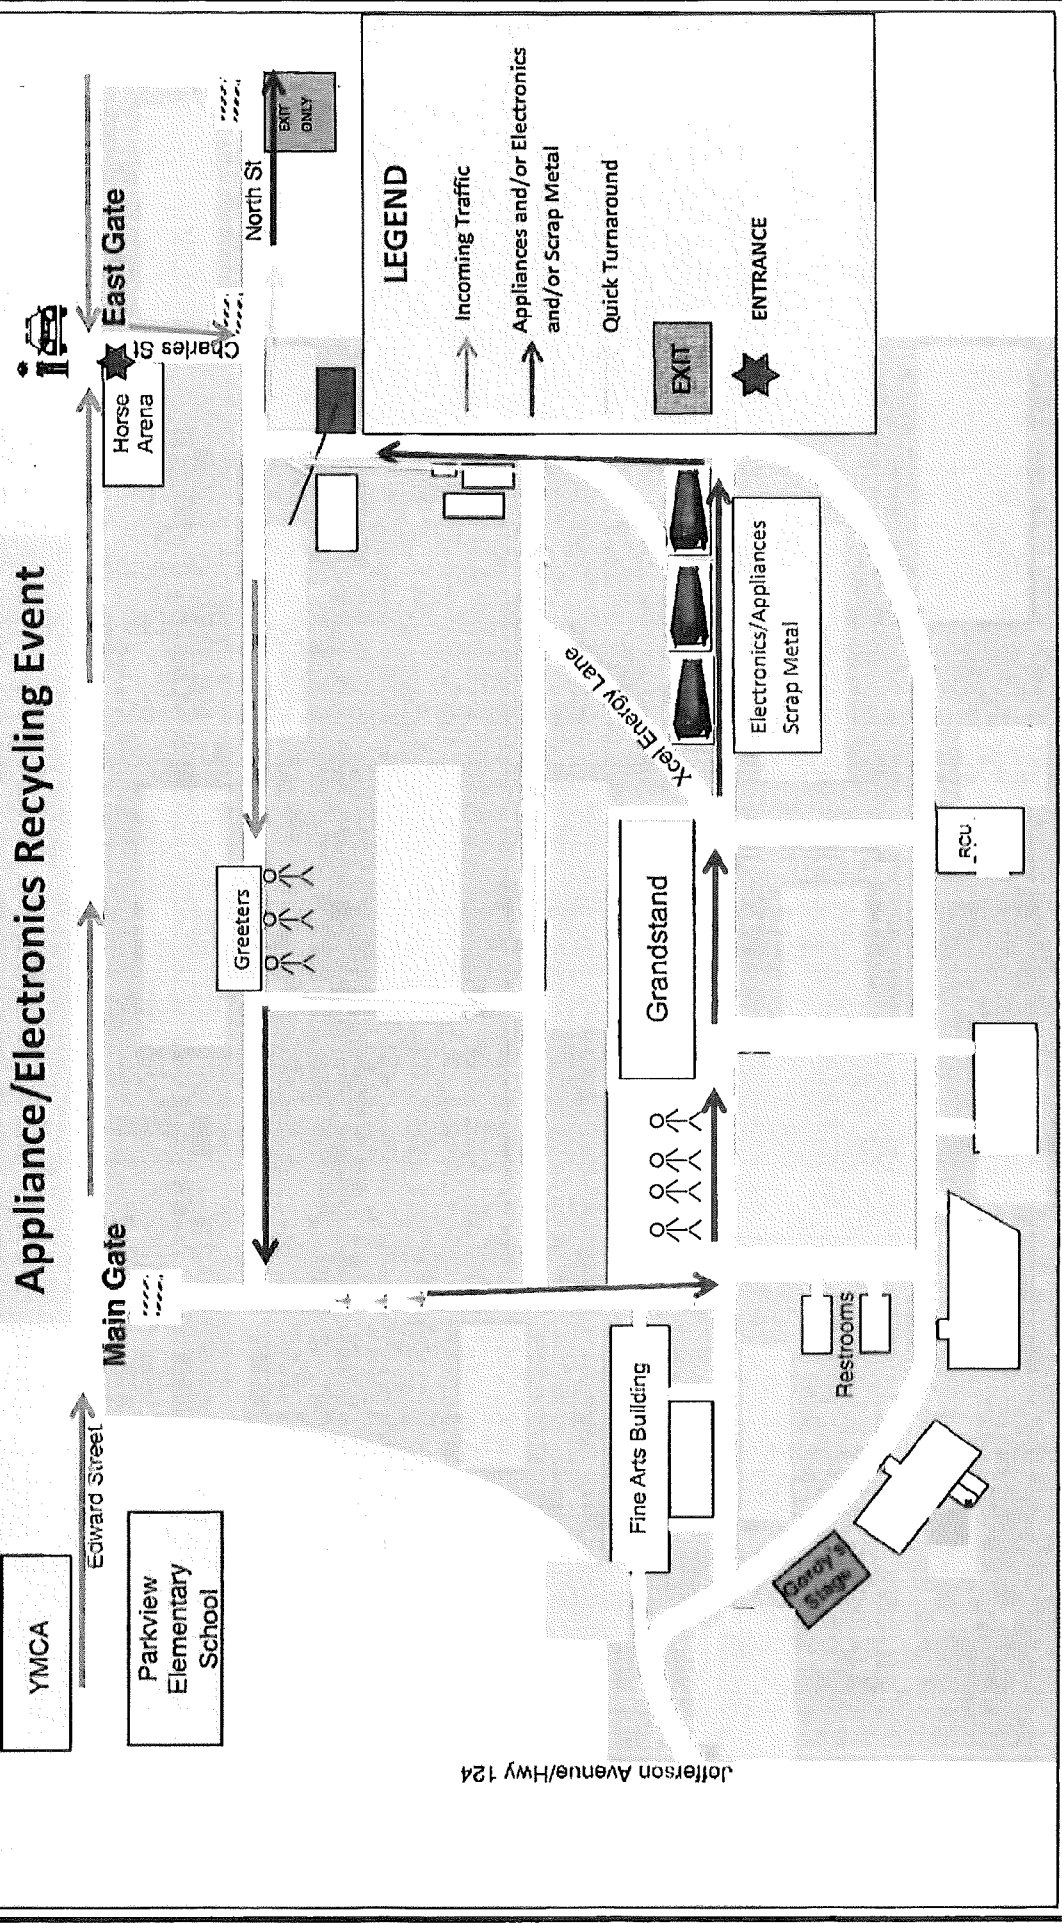 Appliance/Electronics Recycling Event
YMCA
Edward Street
Parkview
Elementary
School
Main Gate
Horse
Arena
East Gate
Charles St
North St
EXIT
ONLY
Greeters
LEGEND
Incoming Traffic
Appliances and/or Electronics
and/or Scrap Metal
Quick Turnaround
EXIT
ENTRANCE
Xcel Energy Lane
Grandstand
Electronics/Appliances
Scrap Metal
Fine Arts Building
Restrooms
RCU
Gordy's
Stage
Jefferson Avenue/Hwy 124